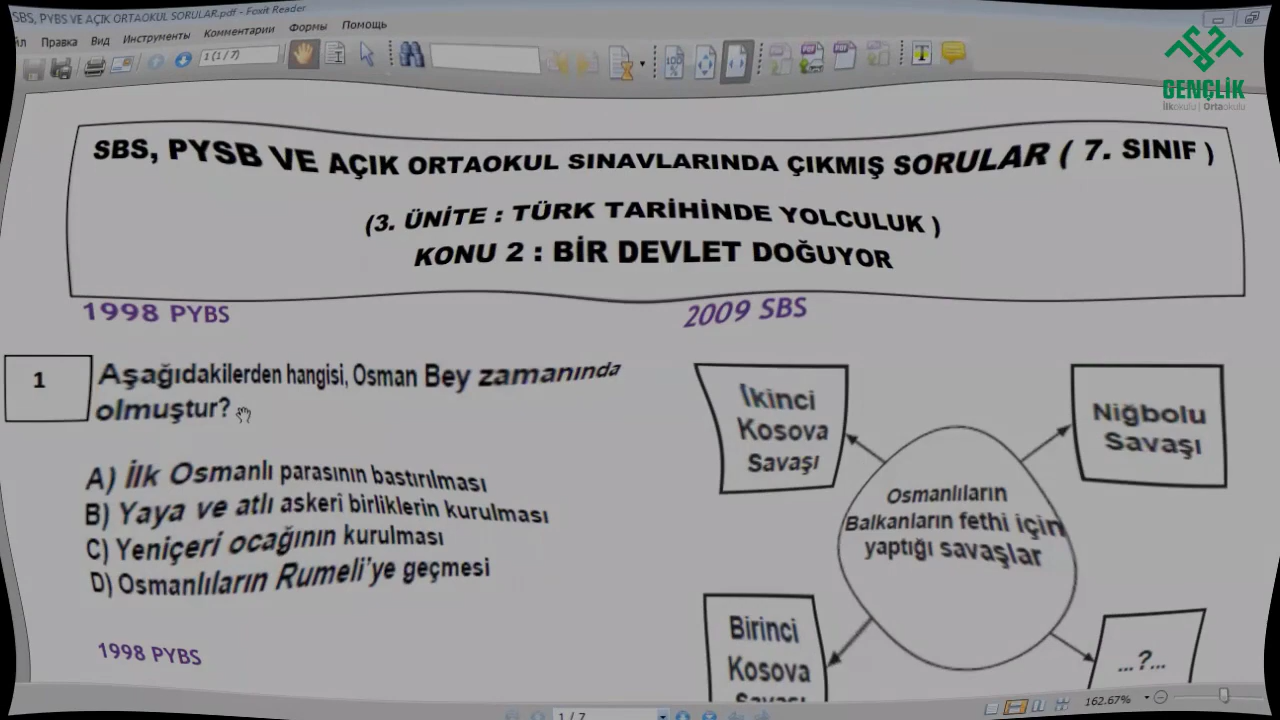 SBS, PYBS VE AÇIK ORTAOKUL SORULAR.pdf - Foxit Reader
Правка Вид Инструменты Комментарии Формы Помощь
1 (1 / 7)
GENÇLİK
İlkokulu | Ortaokulu
SBS, PYSB VE AÇIK ORTAOKUL SINAVLARINDA ÇIKMIŞ SORULAR ( 7. SINIF )
(3. ÜNİTE : TÜRK TARİHİNDE YOLCULUK )
KONU 2 : BİR DEVLET DOĞUYOR
1998 PYBS
1
Aşağıdakilerden hangisi, Osman Bey zamanında
olmuştur?
A) İlk Osmanlı parasının bastırılması
B) Yaya ve atlı askerî birliklerin kurulması
C) Yeniçeri ocağının kurulması
D) Osmanlıların Rumeli’ye geçmesi
1998 PYBS
2009 SBS
İkinci
Kosova
Savaşı
Niğbolu
Savaşı
Osmanlıların
Balkanların fethi için
yaptığı savaşlar
Birinci
Kosova
Savaşı
...?...
1 / 7
162.67%